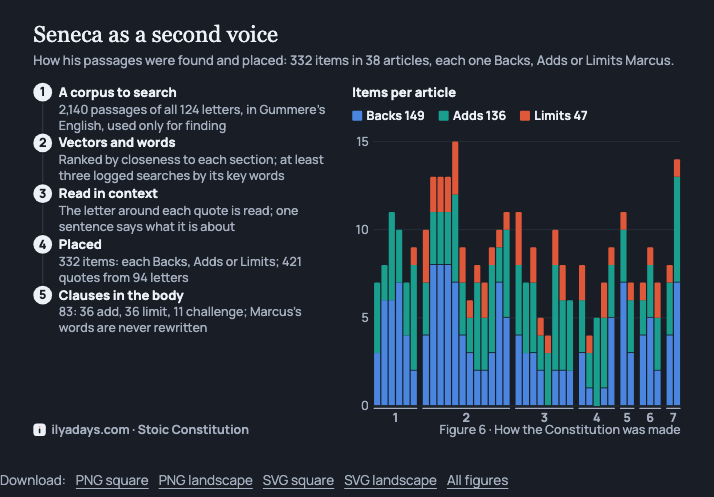 Seneca as a second voice
How his passages were found and placed: 332 items in 38 articles, each one Backs, Adds or Limits Marcus.
1 A corpus to search
2,140 passages of all 124 letters, in Gummere's
English, used only for finding
2 Vectors and words
Ranked by closeness to each section; at least
three logged searches by its key words
3 Read in context
The letter around each quote is read; one
sentence says what it is about
4 Placed
332 items: each Backs, Adds or Limits; 421
quotes from 94 letters
5 Clauses in the body
83: 36 add, 36 limit, 11 challenge; Marcus's
words are never rewritten
Items per article
Backs 149 Adds 136 Limits 47
15
10
5
0
1 2 3 4 5 6 7
ilyadays.com · Stoic Constitution
Figure 6 · How the Constitution was made
Download: PNG square PNG landscape SVG square SVG landscape All figures